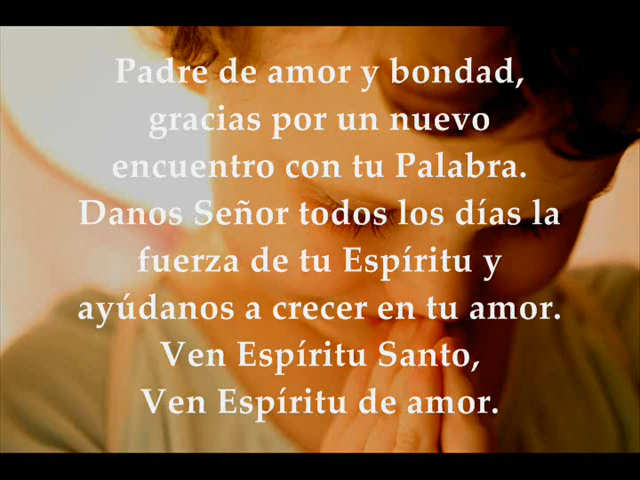 Padre de amor y bondad,
gracias por un nuevo
encuentro con tu Palabra.
Danos Señor todos los días la
fuerza de tu Espíritu y
ayúdanos a crecer en tu amor.
Ven Espíritu Santo,
Ven Espíritu de amor.